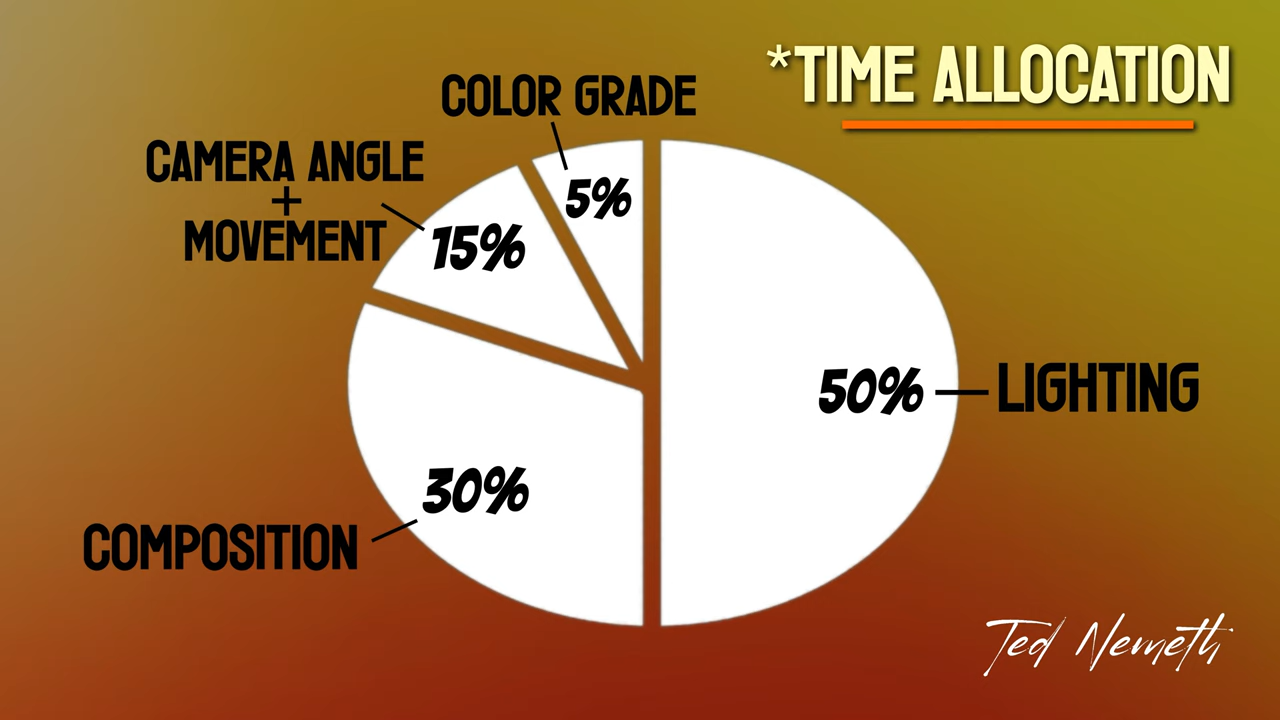 *TIME ALLOCATION
COLOR GRADE
5%
CAMERA ANGLE
+
MOVEMENT
15%
50%
LIGHTING
30%
COMPOSITION
Ted Nemeth